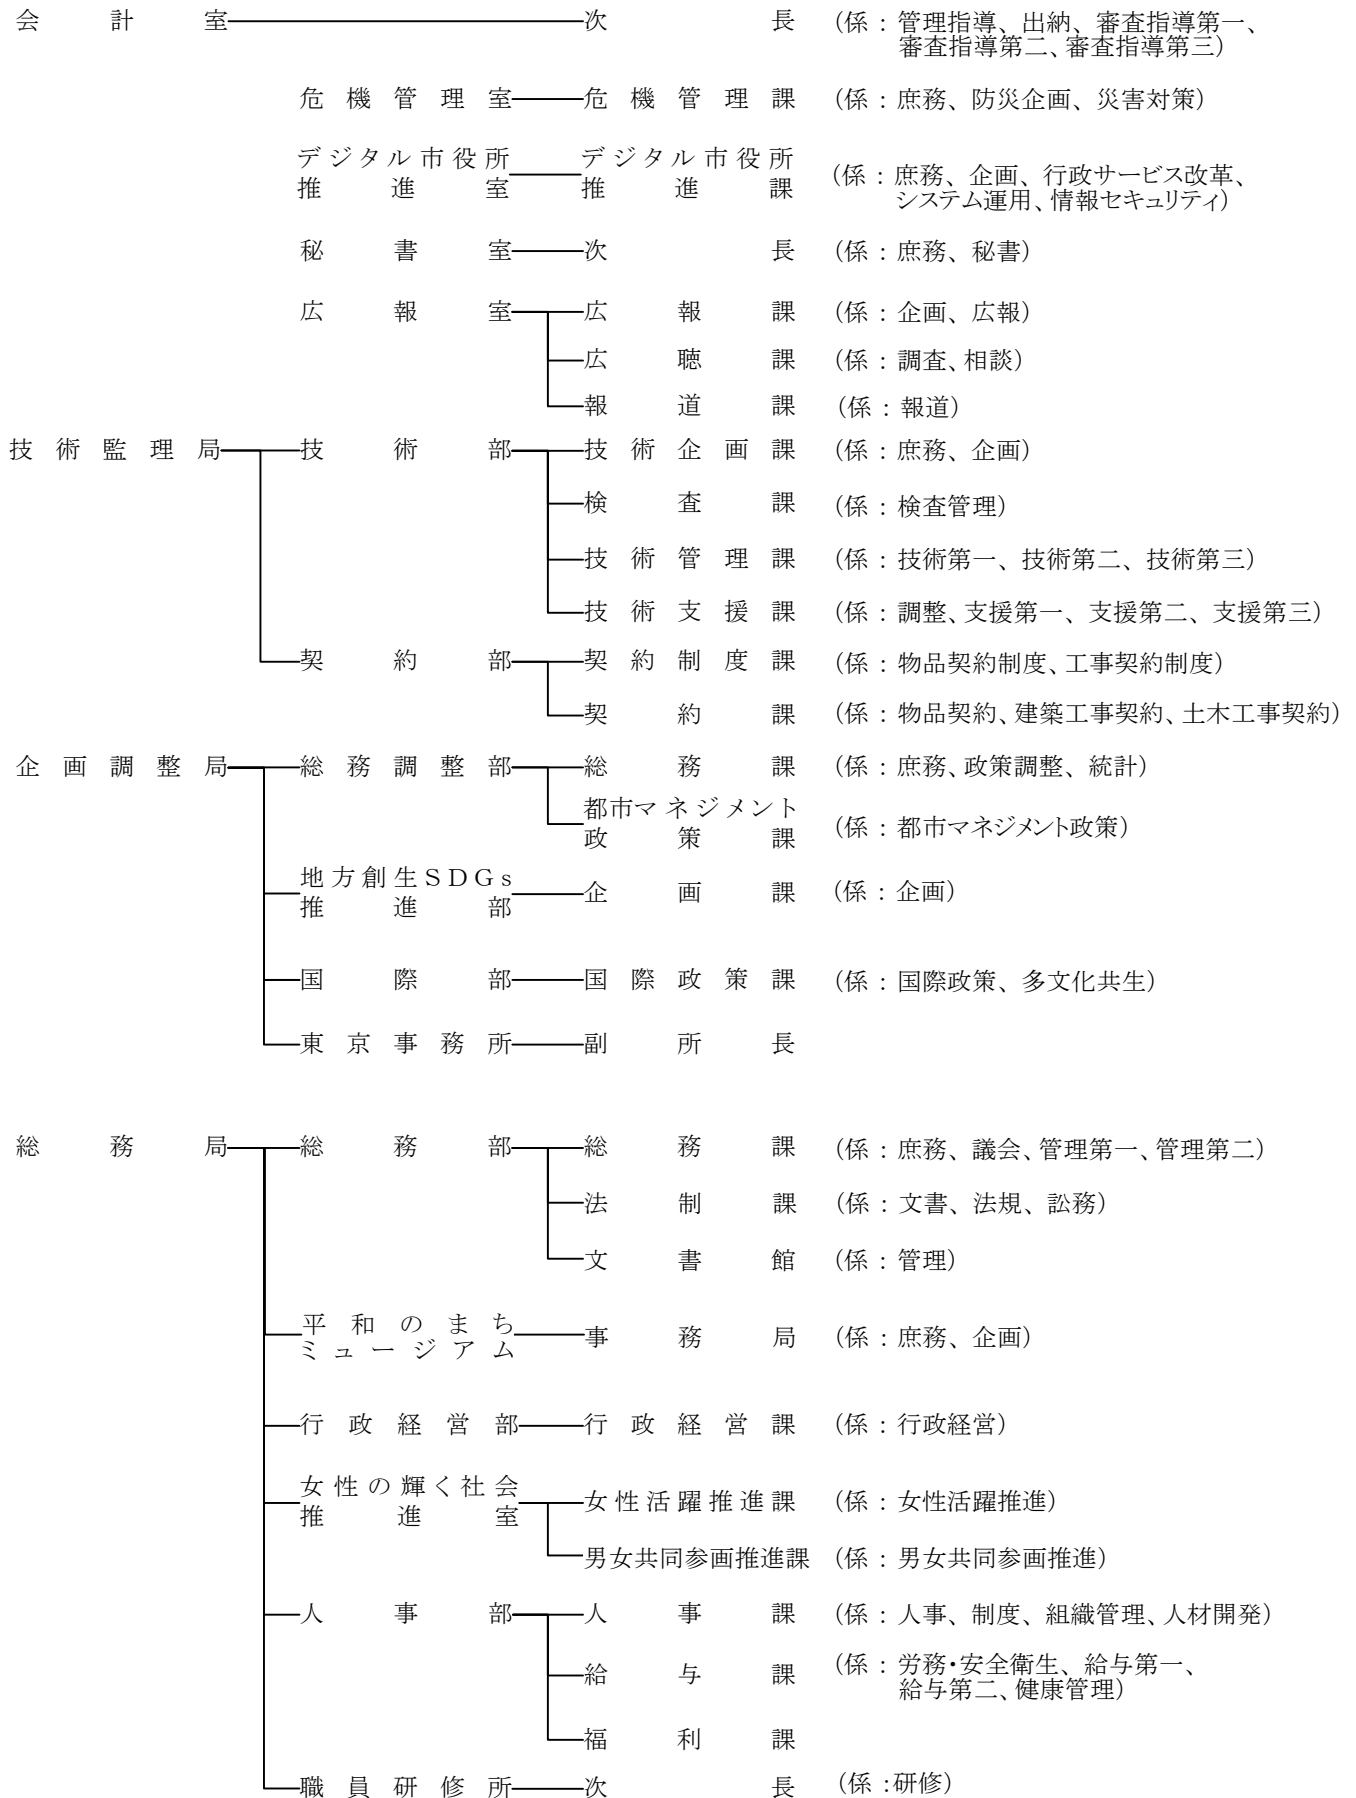 会計室 次長 (係：管理指導、出納、審査指導第一、
審査指導第二、審査指導第三)
危機管理室 危機管理課 (係：庶務、防災企画、災害対策)
デジタル市役所 デジタル市役所
推進室 推進課 (係：庶務、企画、行政サービス改革、
システム運用、情報セキュリティ)
秘書室 次長 (係：庶務、秘書)
広報室 広報課 (係：企画、広報)
広聴課 (係：調査、相談)
報道課 (係：報道)
技術監理局 技術部 技術企画課 (係：庶務、企画)
検査課 (係：検査管理)
技術管理課 (係：技術第一、技術第二、技術第三)
技術支援課 (係：調整、支援第一、支援第二、支援第三)
契約部 契約制度課 (係：物品契約制度、工事契約制度)
契約課 (係：物品契約、建築工事契約、土木工事契約)
企画調整局 総務調整部 総務課 (係：庶務、政策調整、統計)
都市マネジメント
政策課 (係：都市マネジメント政策)
地方創生SDGs
推進部 企画課 (係：企画)
国際部 国際政策課 (係：国際政策、多文化共生)
東京事務所 副所長
総務局 総務部 総務課 (係：庶務、議会、管理第一、管理第二)
法制課 (係：文書、法規、訟務)
文書館 (係：管理)
平和のまち
ミュージアム 事務局 (係：庶務、企画)
行政経営部 行政経営課 (係：行政経営)
女性の輝く社会
推進室 女性活躍推進課 (係：女性活躍推進)
男女共同参画推進課 (係：男女共同参画推進)
人事部 人事課 (係：人事、制度、組織管理、人材開発)
給与課 (係：労務・安全衛生、給与第一、
給与第二、健康管理)
福利課
職員研修所 次長 (係：研修)